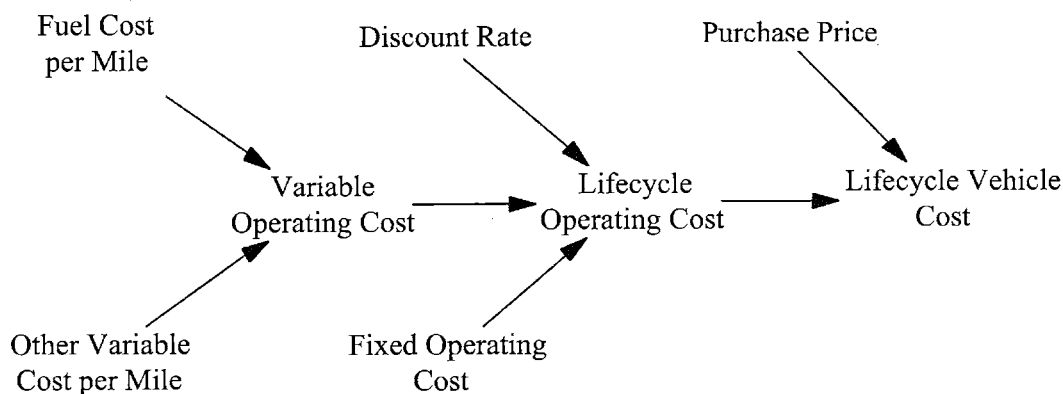 Fuel Cost
per Mile
Discount Rate
Purchase Price
Variable
Operating Cost
Lifecycle
Operating Cost
Lifecycle Vehicle
Cost
Other Variable
Cost per Mile
Fixed Operating
Cost